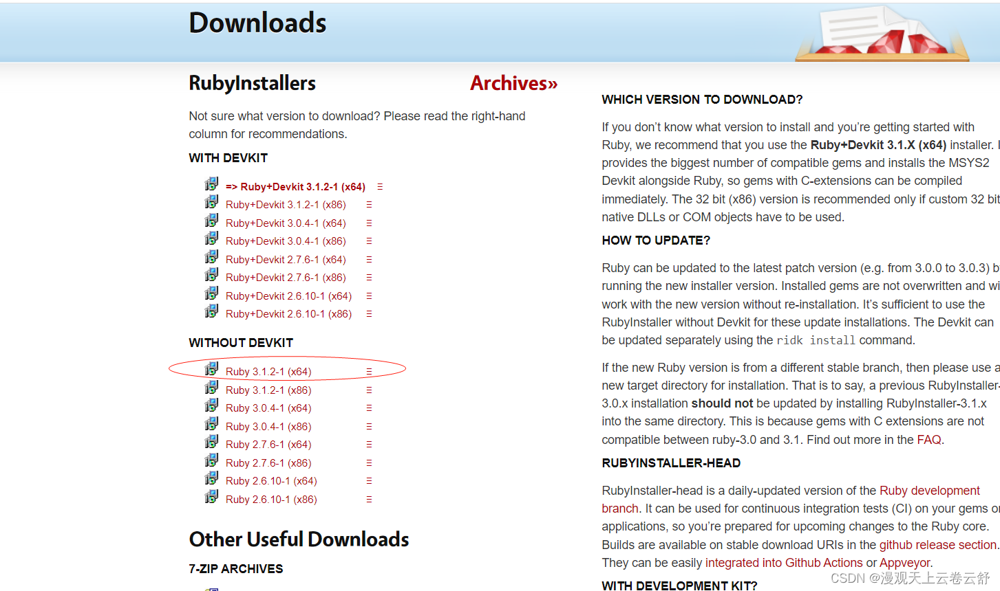 Downloads
RubyInstallers
Archives»
Not sure what version to download? Please read the right-hand
column for recommendations.
WITH DEVKIT
=> Ruby+Devkit 3.1.2-1 (x64)
Ruby+Devkit 3.1.2-1 (x86)
Ruby+Devkit 3.0.4-1 (x64)
Ruby+Devkit 3.0.4-1 (x86)
Ruby+Devkit 2.7.6-1 (x64)
Ruby+Devkit 2.7.6-1 (x86)
Ruby+Devkit 2.6.10-1 (x64)
Ruby+Devkit 2.6.10-1 (x86)
WITHOUT DEVKIT
Ruby 3.1.2-1 (x64)
Ruby 3.1.2-1 (x86)
Ruby 3.0.4-1 (x64)
Ruby 3.0.4-1 (x86)
Ruby 2.7.6-1 (x64)
Ruby 2.7.6-1 (x86)
Ruby 2.6.10-1 (x64)
Ruby 2.6.10-1 (x86)
Other Useful Downloads
7-ZIP ARCHIVES
WHICH VERSION TO DOWNLOAD?
If you don’t know what version to install and you’re getting started with
Ruby, we recommend that you use the Ruby+Devkit 3.1.X (x64) installer.
provides the biggest number of compatible gems and installs the MSYS2
Devkit alongside Ruby, so gems with C-extensions can be compiled
immediately. The 32 bit (x86) version is recommended only if custom 32 bit
native DLLs or COM objects have to be used.
HOW TO UPDATE?
Ruby can be updated to the latest patch version (e.g. from 3.0.0 to 3.0.3)
running the new installer version. Installed gems are not overwritten and
work with the new version without re-installation. It’s sufficient to use the
RubyInstaller without Devkit for these update installations. The Devkit can
be updated separately using the ridk install command.
If the new Ruby version is from a different stable branch, then please use a
new target directory for installation. That is to say, a previous RubyInstaller-
3.0.x installation should not be updated by installing RubyInstaller-3.1.x
into the same directory. This is because gems with C extensions are not
compatible between ruby-3.0 and 3.1. Find out more in the FAQ.
RUBYINSTALLER-HEAD
RubyInstaller-head is a daily-updated version of the Ruby development
branch. It can be used for continuous integration tests (CI) on your gems or
applications, so you’re prepared for upcoming changes to the Ruby core.
Builds are available on stable download URIs in the github release section.
They can be easily integrated into Github Actions or Appveyor.
WITH DEVELOPMENT KIT?
CSDN @漫观天上云卷云舒